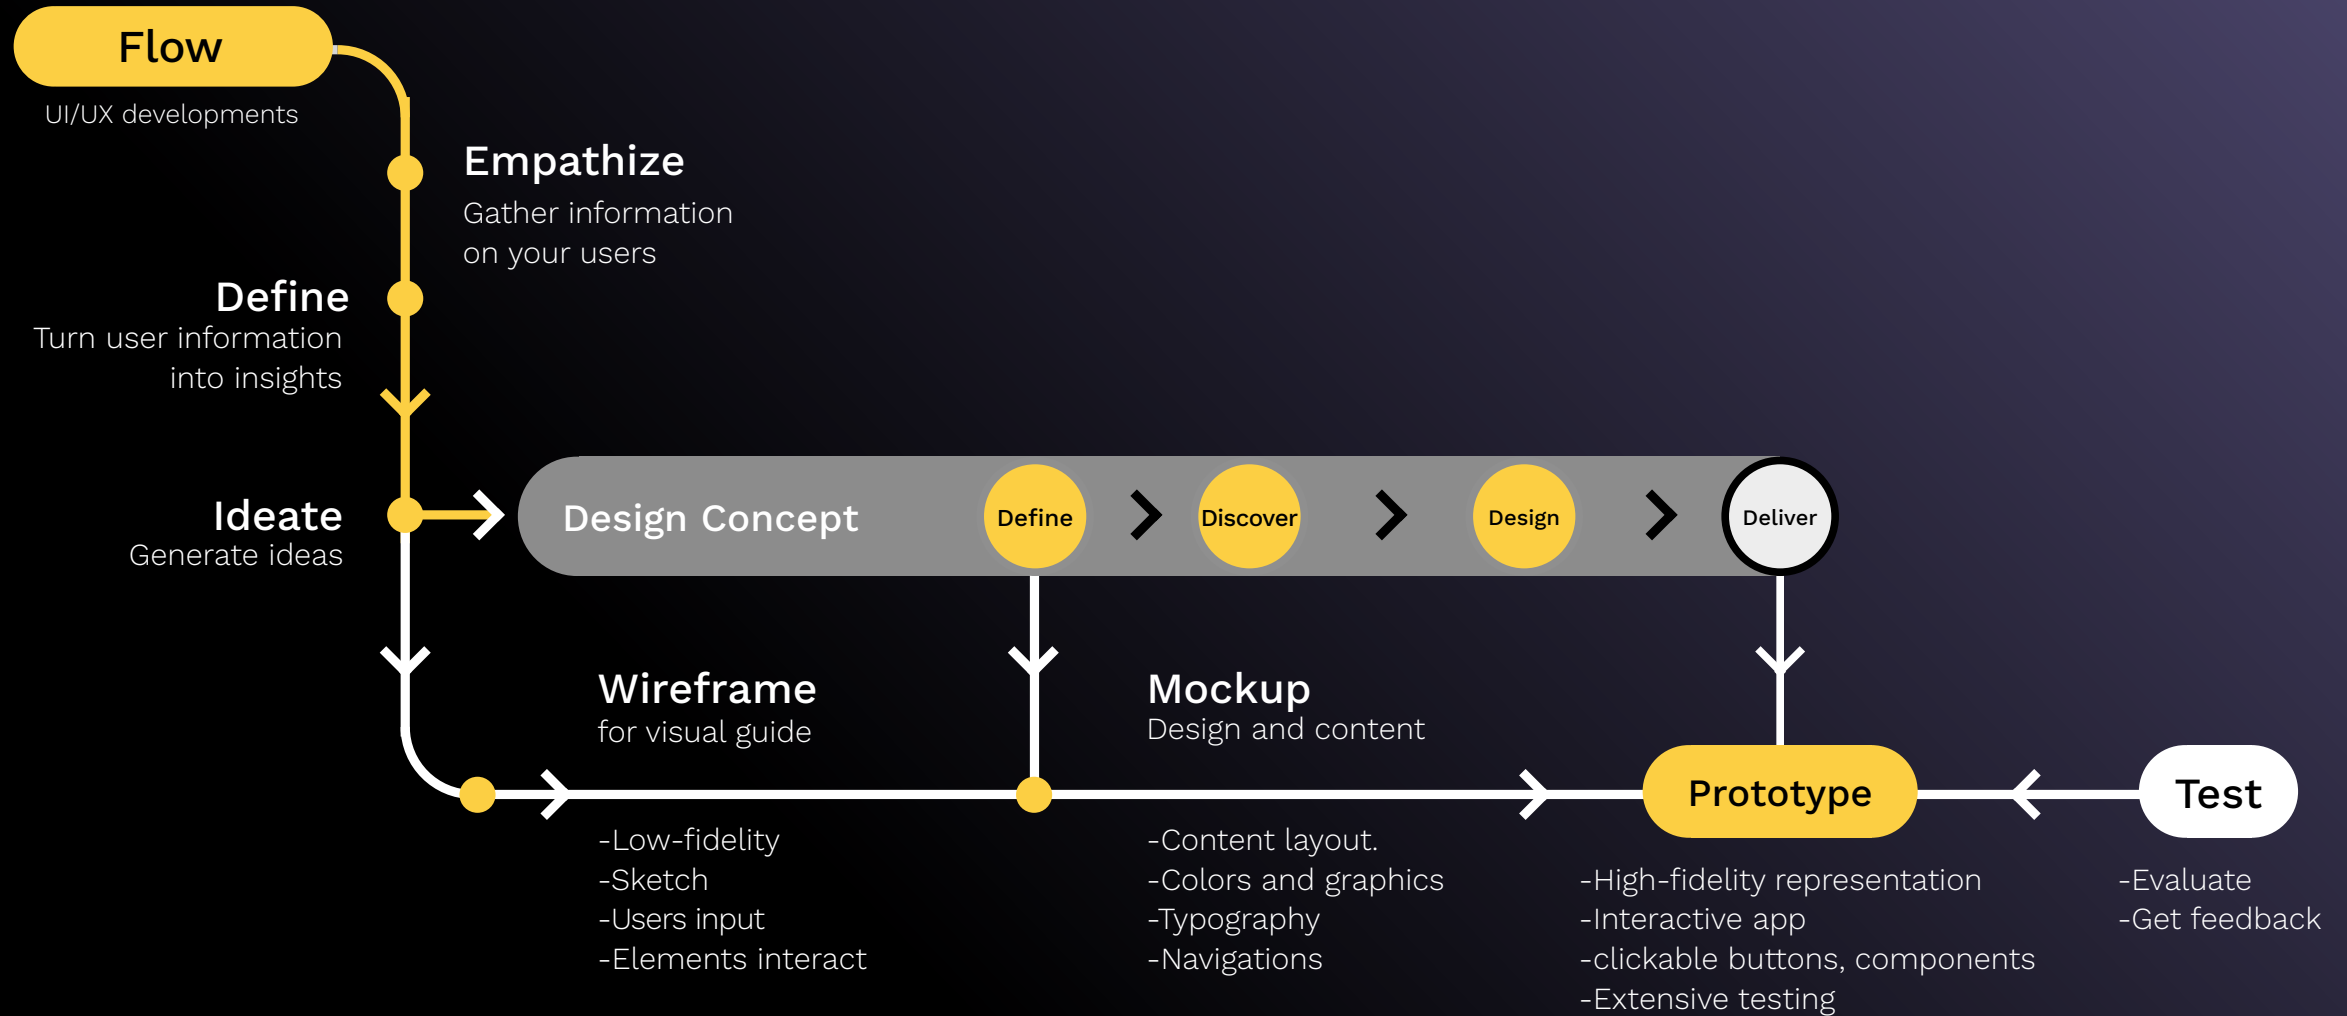 Flow
UI/UX developments
Empathize
Gather information
on your users
Define
Turn user information
into insights
Ideate
Generate ideas
Design Concept
Define
Discover
Design
Deliver
Wireframe
for visual guide
-Low-fidelity
-Sketch
-Users input
-Elements interact
Mockup
Design and content
-Content layout.
-Colors and graphics
-Typography
-Navigations
Prototype
-High-fidelity representation
-Interactive app
-clickable buttons, components
-Extensive testing
Test
-Evaluate
-Get feedback